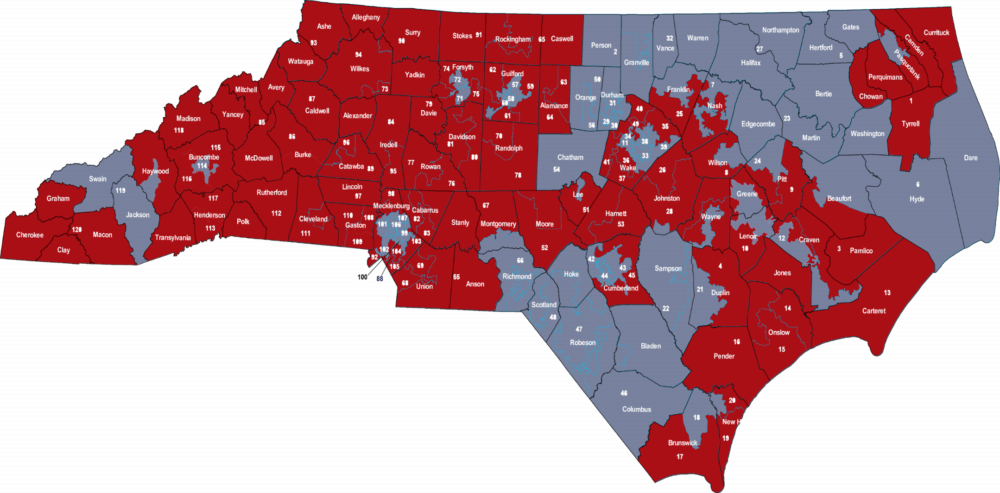 Ashe
93
Alleghany
Surry
90
Stokes 91
Rockingham
65
Caswell
Person
2
Granville
32
Vance
Warren
Northampton
27
Halifax
Hertford
5
Gates
Camden
Currituck
Pasquotank
Perquimans
Chowan
1
Tyrrell
Watauga
94
Wilkes
73
Yadkin
74
Forsyth
72
71
75
62
Guilford
57
59
58
60
61
63
Alamance
64
50
Orange
56
Durham
31
29
30
Franklin
25
7
Nash
Edgecombe
23
Bertie
Martin
Washington
Dare
Mitchell
Avery
Yancey
85
Madison
118
87
Caldwell
Alexander
84
Iredell
95
79
Davie
Davidson
81
80
70
Randolph
78
Chatham
54
40
49
35
34
11
38
39
33
36
41
Wake
37
26
Johnston
28
Wilson
8
24
Pitt
9
Greene
Beaufort
6
Hyde
115
Buncombe
114
116
Haywood
McDowell
86
Burke
96
Catawba
89
77
Rowan
76
Swain
119
Graham
Jackson
Cherokee
120
Macon
Clay
Transylvania
117
Henderson
113
Polk
Rutherford
112
Cleveland
111
Lincoln
97
110
108
Gaston
109
98
Mecklenburg
107
101
106
99
103
102
104
92
105
100
88
Cabarrus
82
83
Stanly
67
Montgomery
Moore
52
Lee
51
Harnett
53
Wayne
Lenoir
10
12
Craven
3
Pamlico
Jones
69
68
Union
55
Anson
66
Richmond
Scotland
48
Hoke
42
43
44
45
Cumberland
Sampson
22
4
21
Duplin
14
Onslow
15
13
Carteret
47
Robeson
Bladen
16
Pender
46
Columbus
18
20
New H
19
Brunswick
17